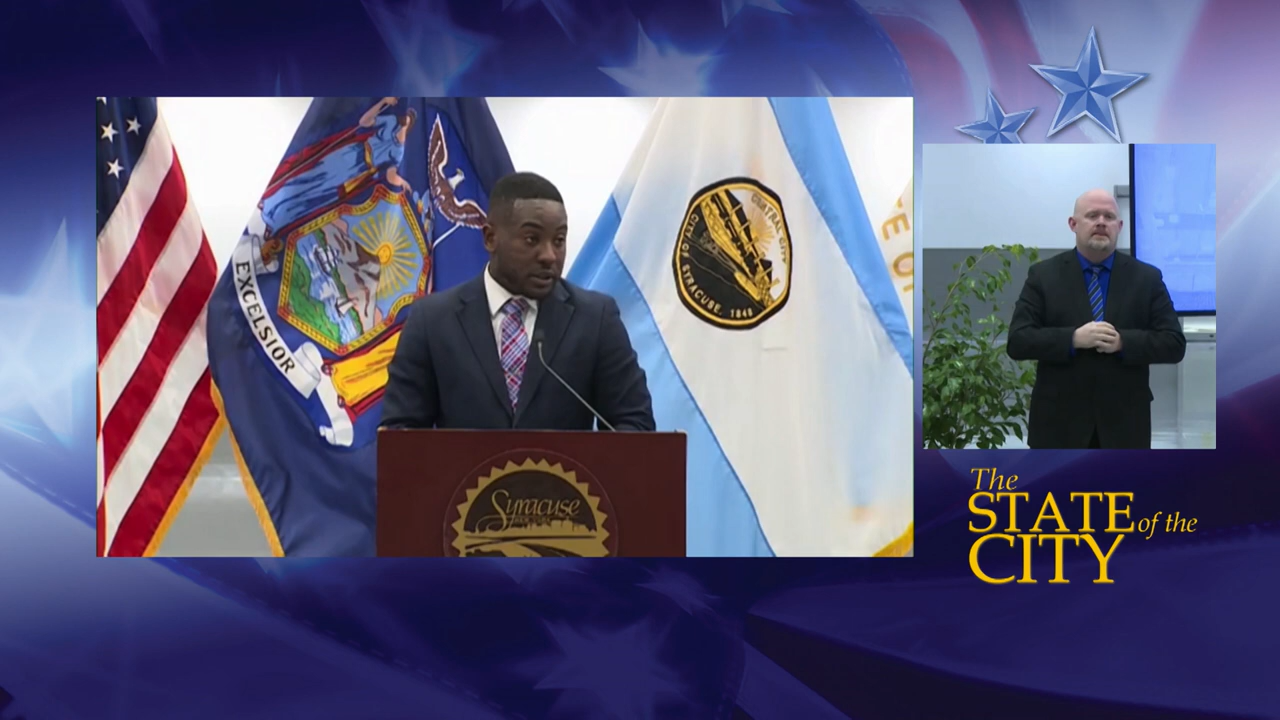 EXCELSIOR
CENTRAL CITY
CITY OF SYRACUSE, 1848
Syracuse
The
STATE of the
CITY